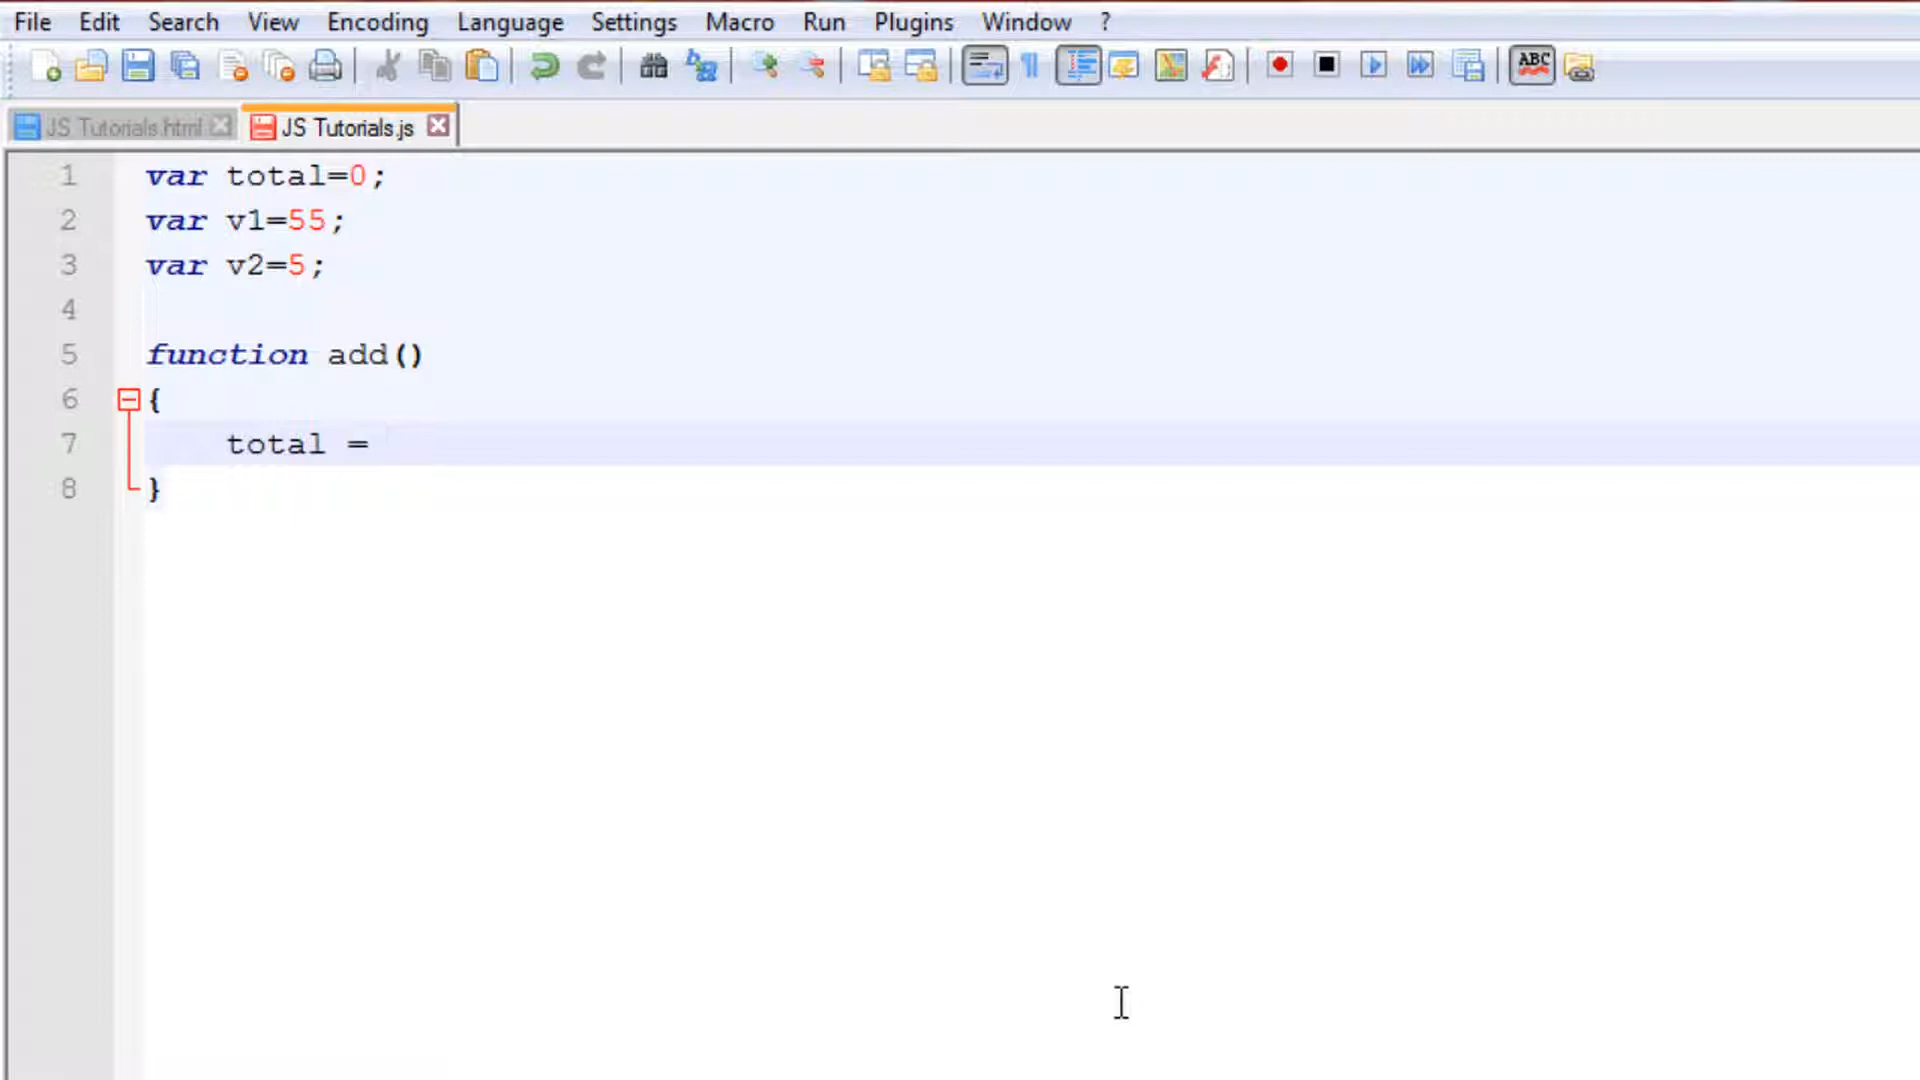 File Edit Search View Encoding Language Settings Macro Run Plugins Window ?
ABC
JS Tutorials.html JS Tutorials.js
1 var total=0;
2 var v1=55;
3 var v2=5;
4
5 function add()
6 {
7 total =
8 }